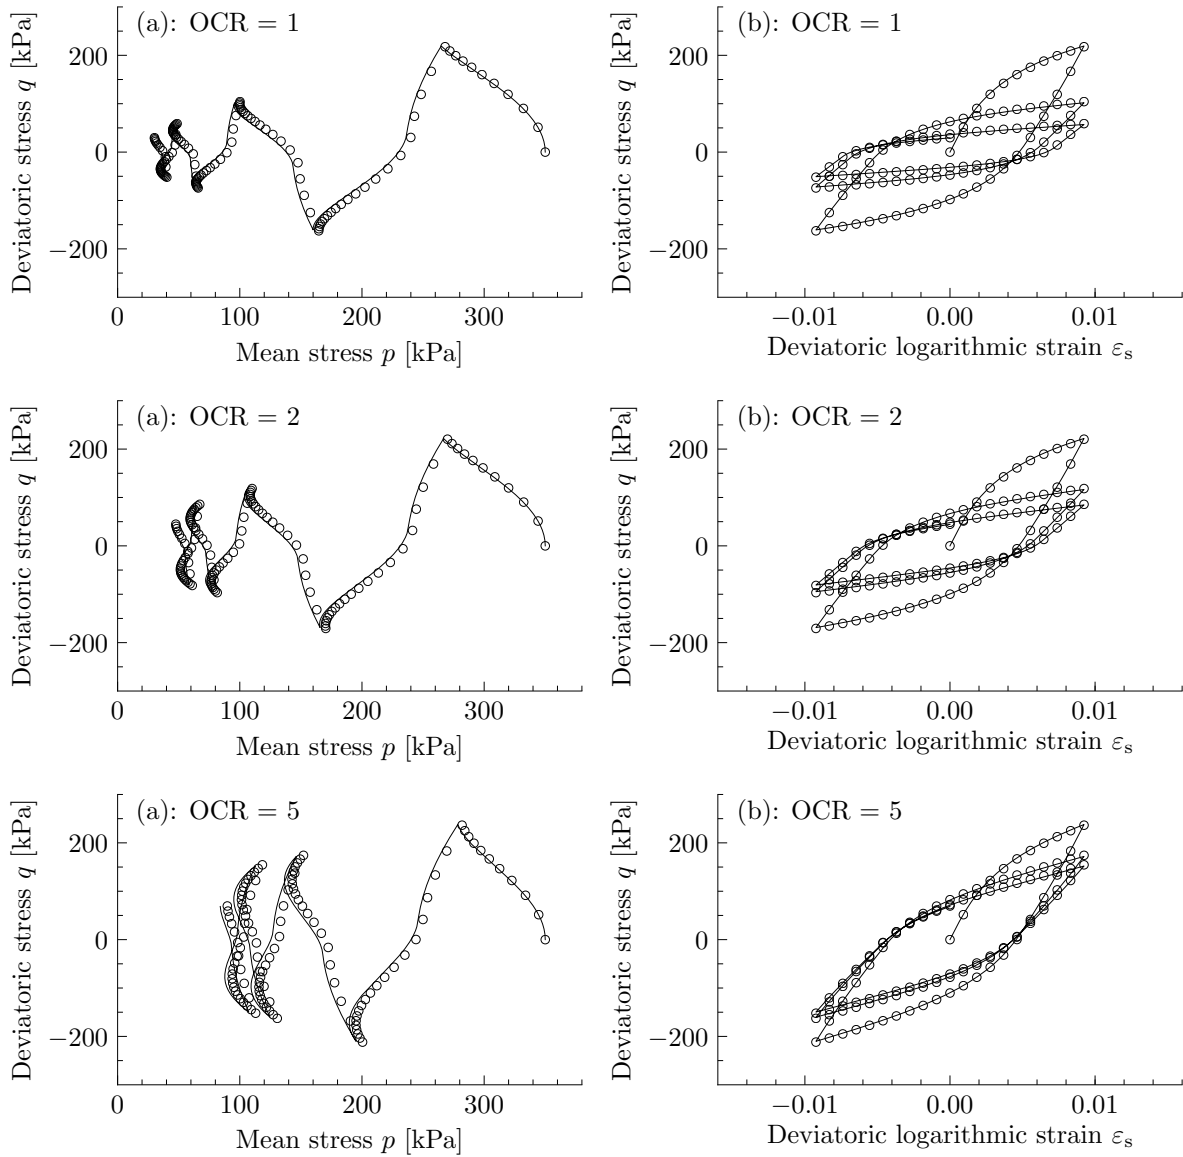 (a): OCR = 1
Deviatoric stress q [kPa]
200
0
−200
0
100
200
300
Mean stress p [kPa]
(b): OCR = 1
Deviatoric stress q [kPa]
200
0
−200
−0.01
0.00
0.01
Deviatoric logarithmic strain εs
(a): OCR = 2
Deviatoric stress q [kPa]
200
0
−200
0
100
200
300
Mean stress p [kPa]
(b): OCR = 2
Deviatoric stress q [kPa]
200
0
−200
−0.01
0.00
0.01
Deviatoric logarithmic strain εs
(a): OCR = 5
Deviatoric stress q [kPa]
200
0
−200
0
100
200
300
Mean stress p [kPa]
(b): OCR = 5
Deviatoric stress q [kPa]
200
0
−200
−0.01
0.00
0.01
Deviatoric logarithmic strain εs